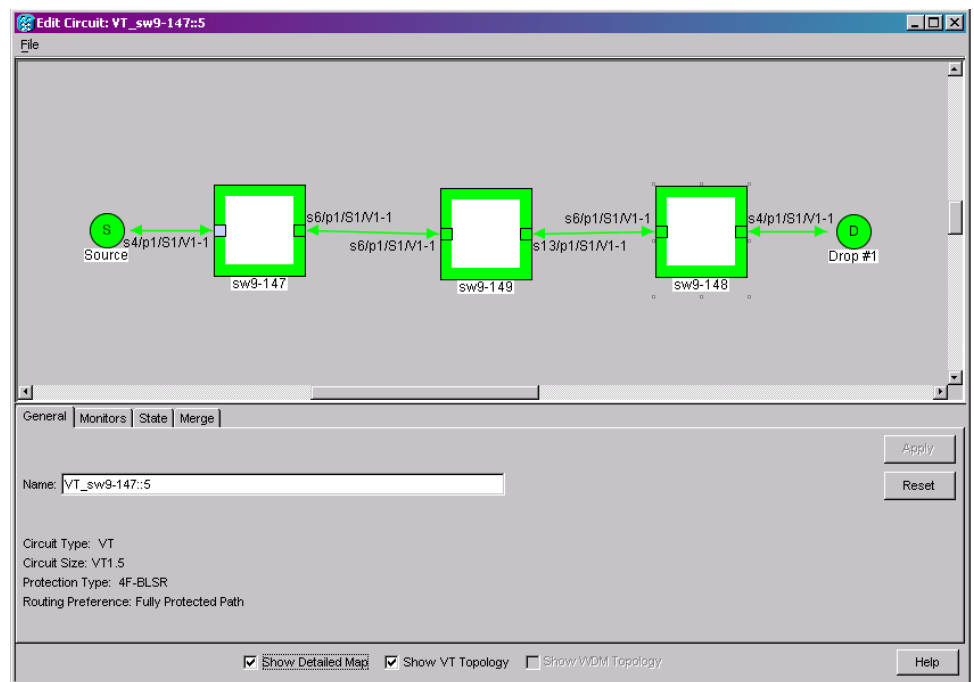 Edit Circuit: VT_sw9-147::5
File
s6/p1/S1/V1-1
s6/p1/S1/V1-1
s4/p1/S1/V1-1
S
D
s4/p1/S1/V1-1
s6/p1/S1/V1-1
s13/p1/S1/V1-1
Source
Drop #1
sw9-147
sw9-149
sw9-148
General
Monitors
State
Merge
Apply
Name: VT_sw9-147::5
Reset
Circuit Type: VT
Circuit Size: VT1.5
Protection Type: 4F-BLSR
Routing Preference: Fully Protected Path
Show Detailed Map
Show VT Topology
Show WDM Topology
Help